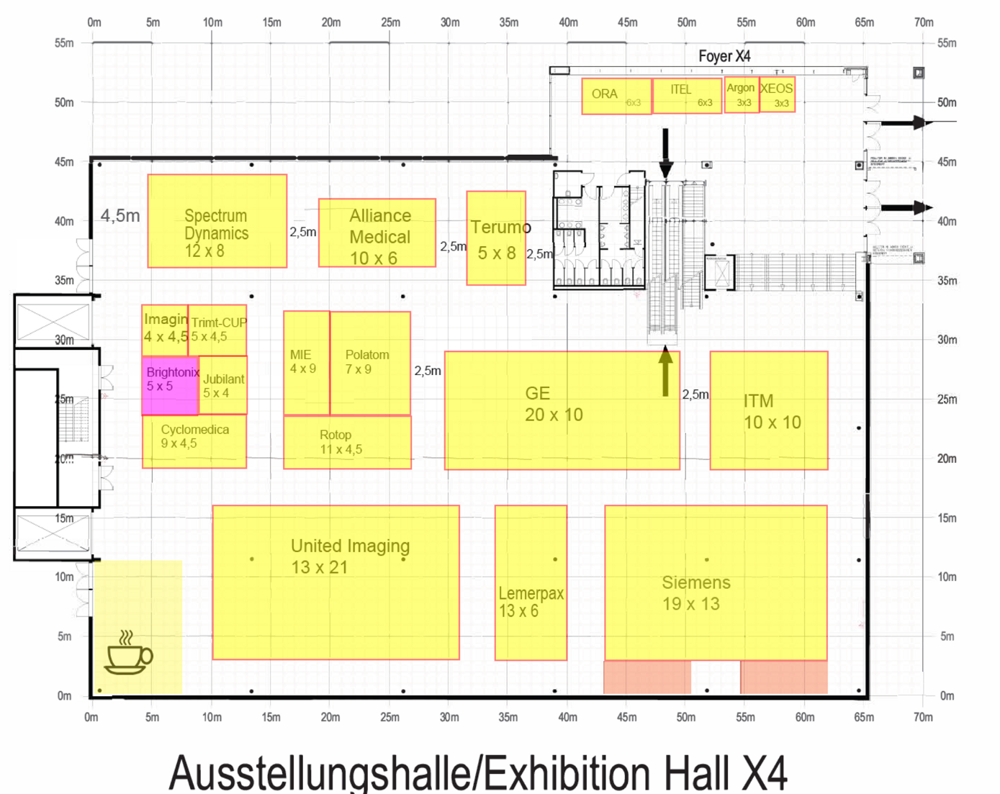 0m 5m 10m 15m 20m 25m 30m 35m 40m 45m 50m 55m 60m 65m 70m
55m 55m
Foyer X4
ORA
6x3
ITEL
6x3
Argon
3x3
XEOS
3x3
50m 50m
45m 45m
4,5m
Spectrum
Dynamics
12 x 8
2,5m
Alliance
Medical
10 x 6
2,5m
Terumo
5 x 8
2,5m
40m 40m
35m 35m
Imagin
4 x 4,5
Trimt-CUP
5 x 4,5
30m 30m
Brightonix
5 x 5
Jubilant
5 x 4
Cyclomedica
9 x 4,5
MIE
4 x 9
Polatom
7 x 9
2,5m
Rotop
11 x 4,5
GE
20 x 10
2,5m
ITM
10 x 10
25m 25m
20m 20m
15m 15m
United Imaging
13 x 21
Lemerpax
13 x 6
Siemens
19 x 13
10m 10m
5m 5m
0m 0m
0m 5m 10m 15m 20m 25m 30m 35m 40m 45m 50m 55m 60m 65m 70m
Ausstellungshalle/Exhibition Hall X4